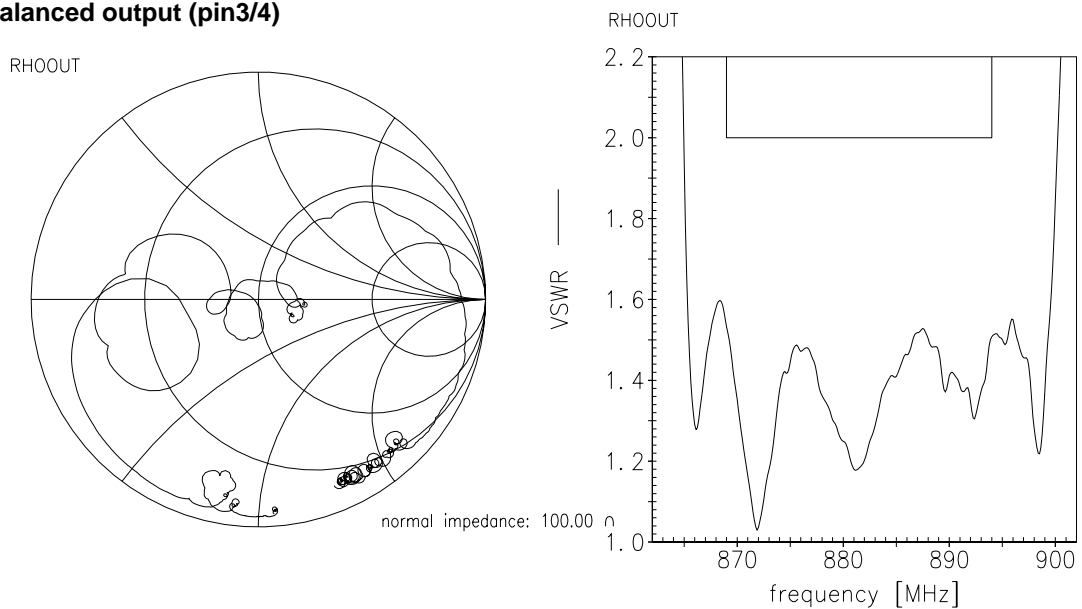 alanced output (pin3/4)
RHOOUT
normal impedance: 100.00 Ω
RHOOUT
VSWR
2.2
2.0
1.8
1.6
1.4
1.2
1.0
870 880 890 900
frequency [MHz]